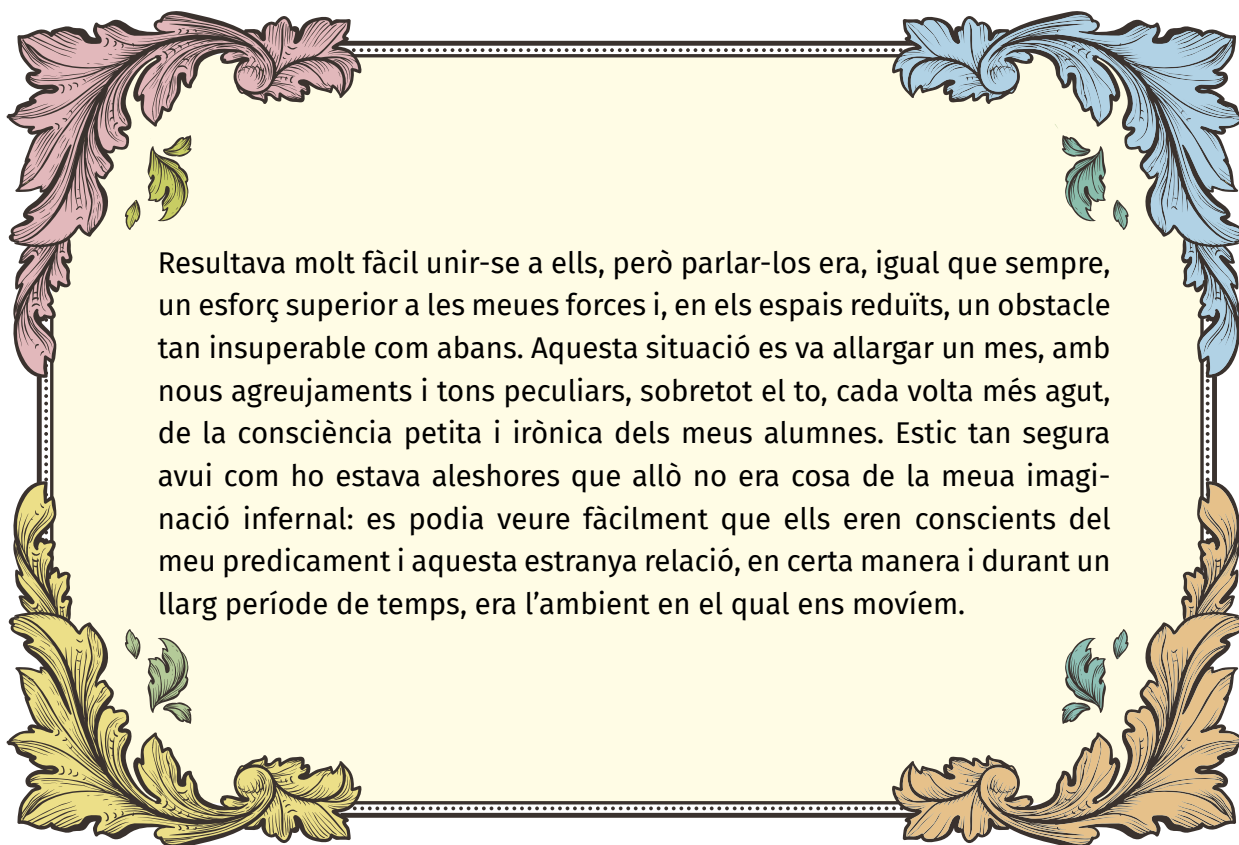 Resultava molt fàcil unir-se a ells, però parlar-los era, igual que sempre,
un esforç superior a les meues forces i, en els espais reduïts, un obstacle
tan insuperable com abans. Aquesta situació es va allargar un mes, amb
nous agreujaments i tons peculiars, sobretot el to, cada volta més agut,
de la consciència petita i irònica dels meus alumnes. Estic tan segura
avui com ho estava aleshores que allò no era cosa de la meua imagi-
nació infernal: es podia veure fàcilment que ells eren conscients del
meu predicament i aquesta estranya relació, en certa manera i durant un
llarg període de temps, era l’ambient en el qual ens movíem.